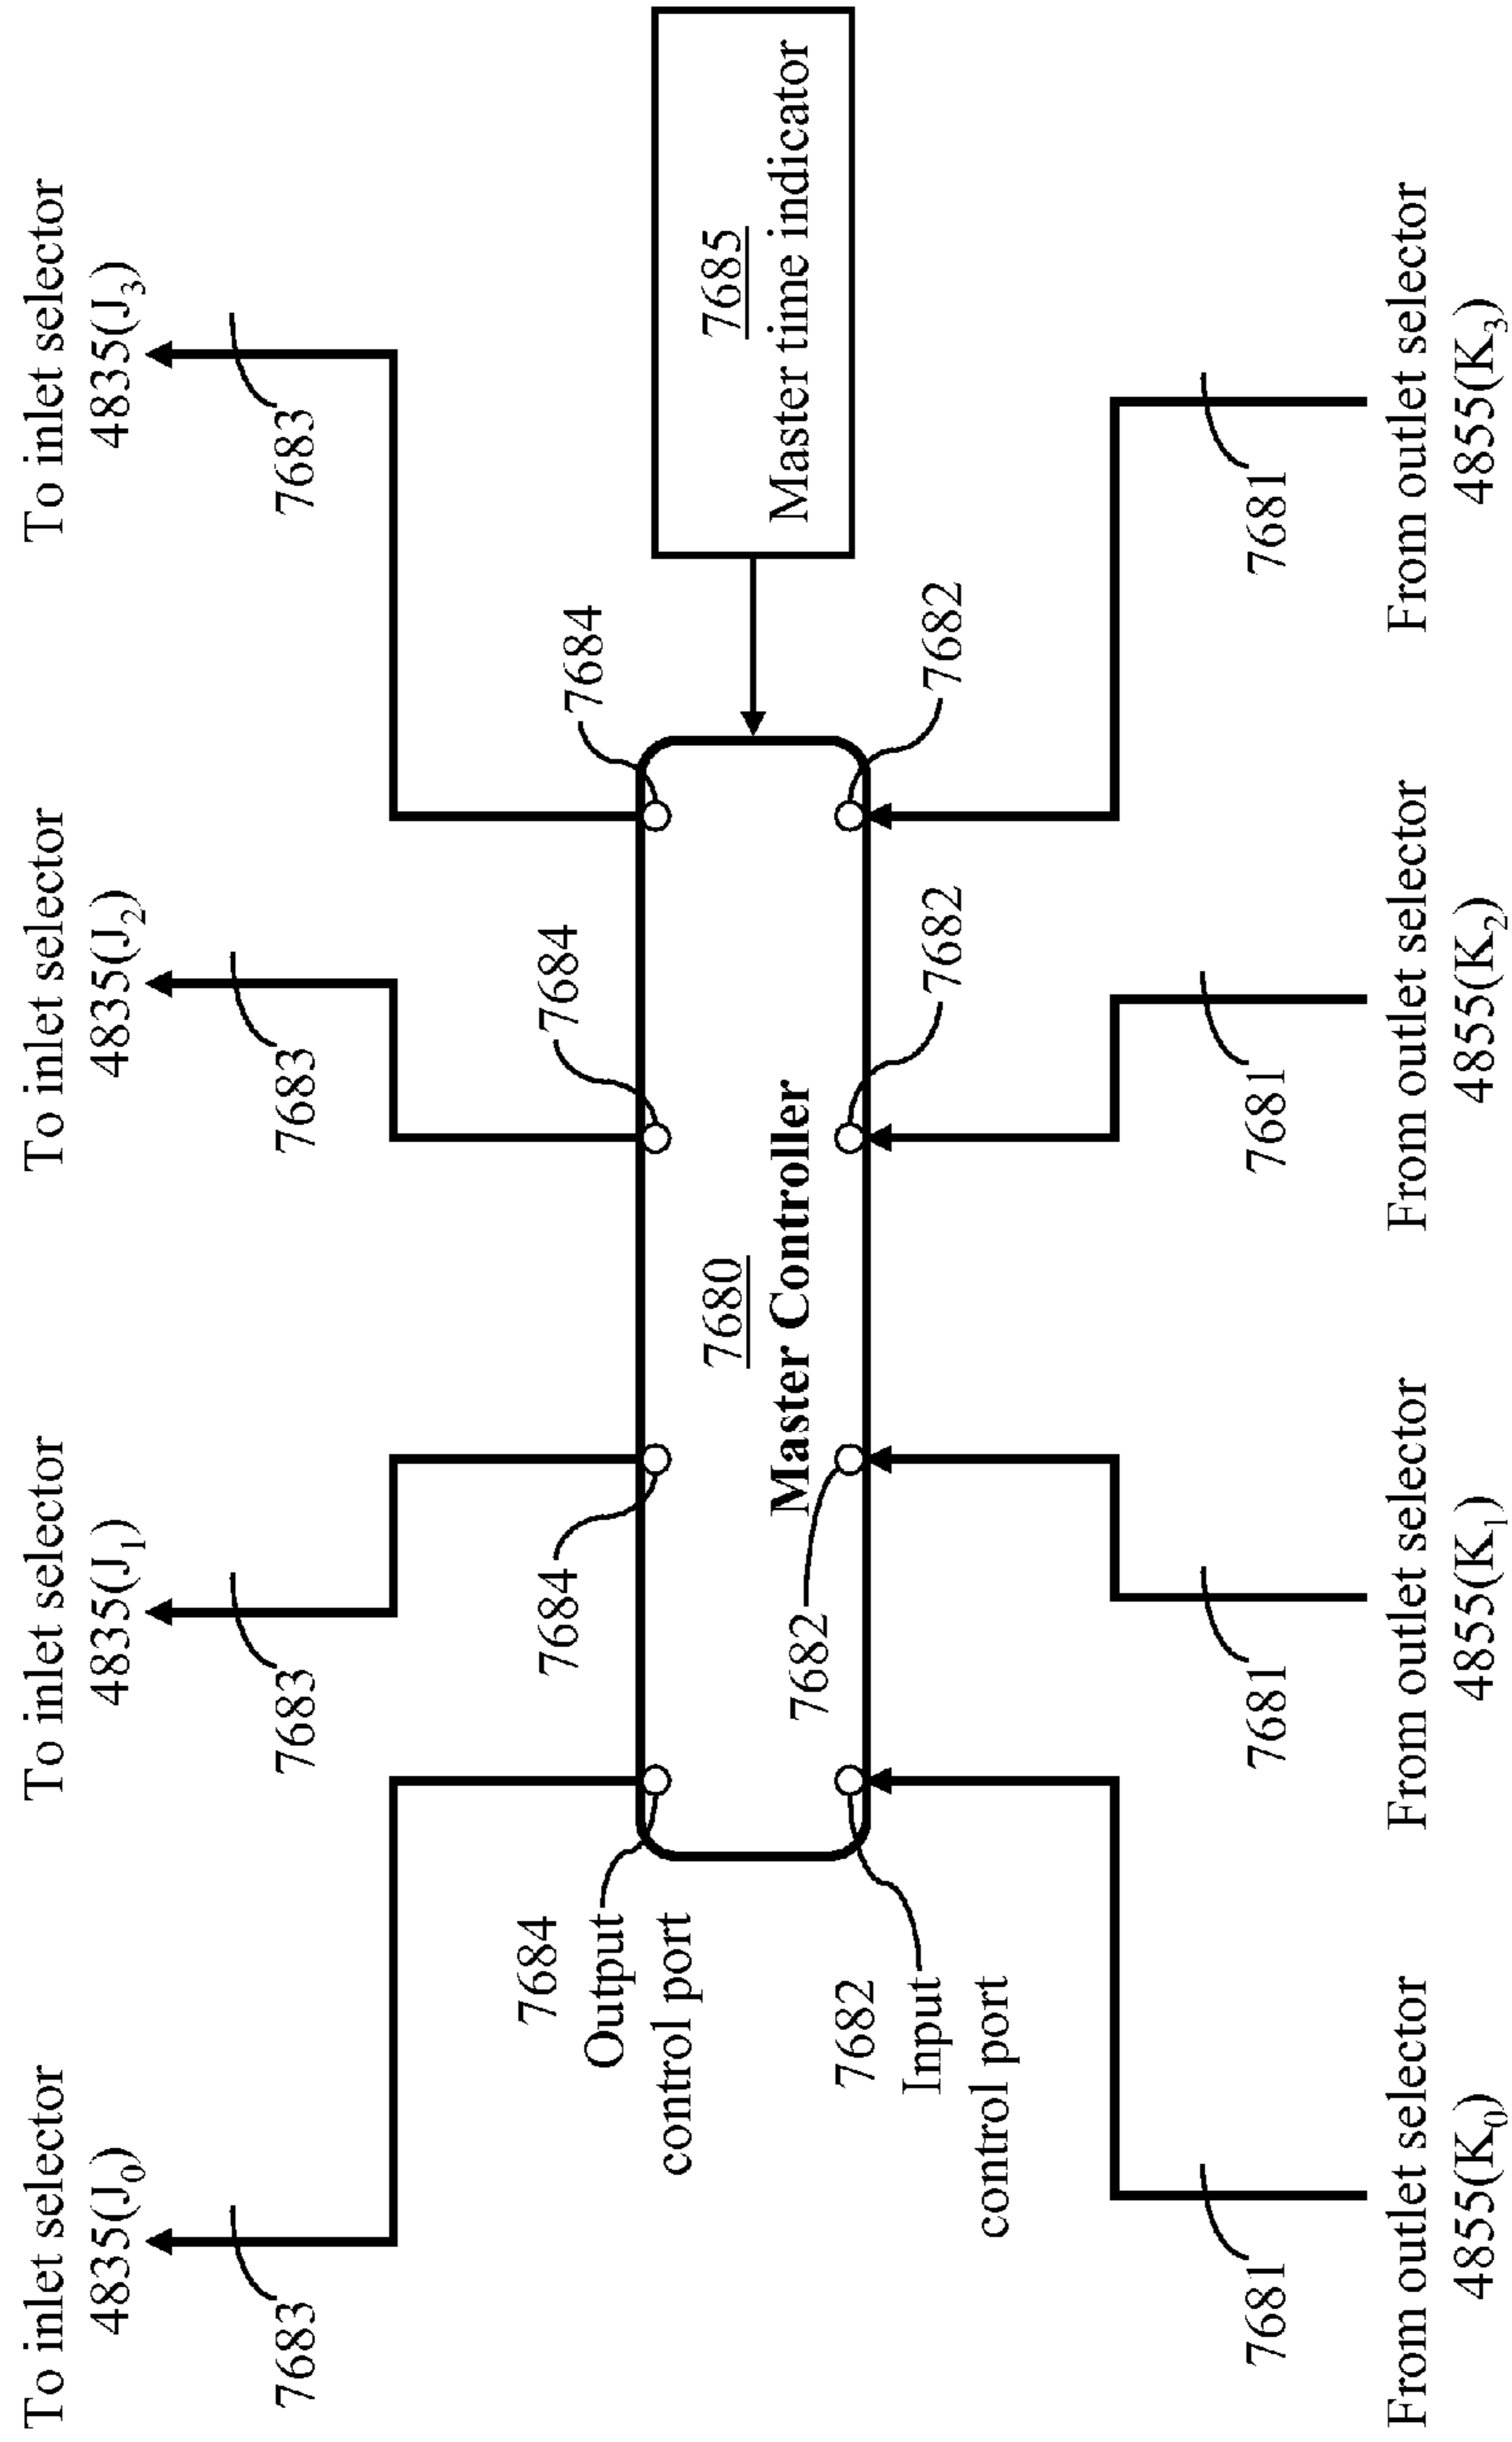 To inlet selector
4835(J₀)
To inlet selector
4835(J₁)
To inlet selector
4835(J₂)
To inlet selector
4835(J₃)
7683
7683
7683
7683
7684
Output
control port
7684
7684
7684
7680
Master Controller
7685
Master time indicator
7682
Input
control port
7682
7682
7682
7681
7681
7681
7681
From outlet selector
4855(K₀)
From outlet selector
4855(K₁)
From outlet selector
4855(K₂)
From outlet selector
4855(K₃)